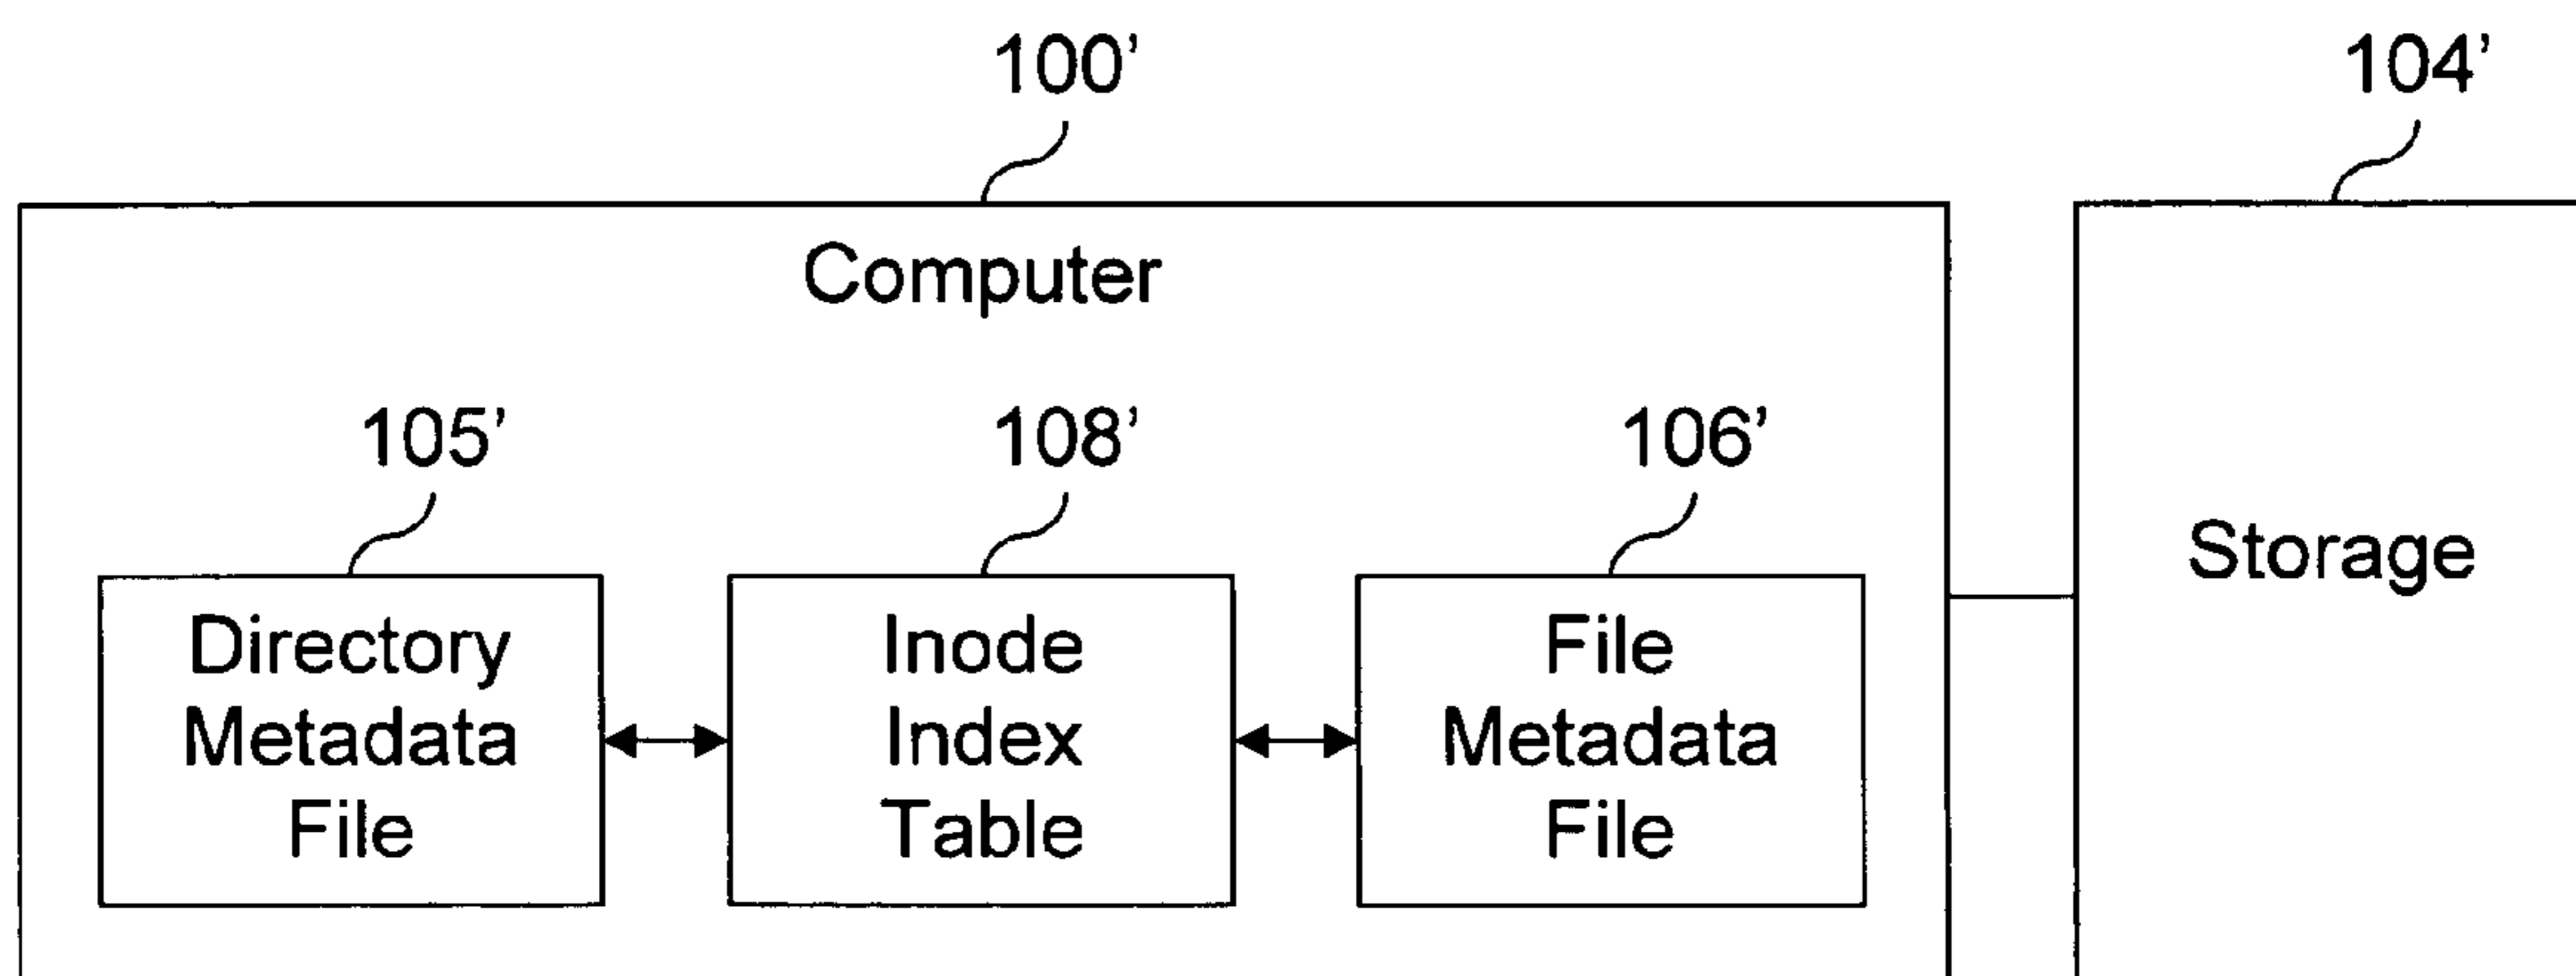 100’
104’
Computer
105’
108’
106’
Storage
Directory
Metadata
File
Inode
Index
Table
File
Metadata
File